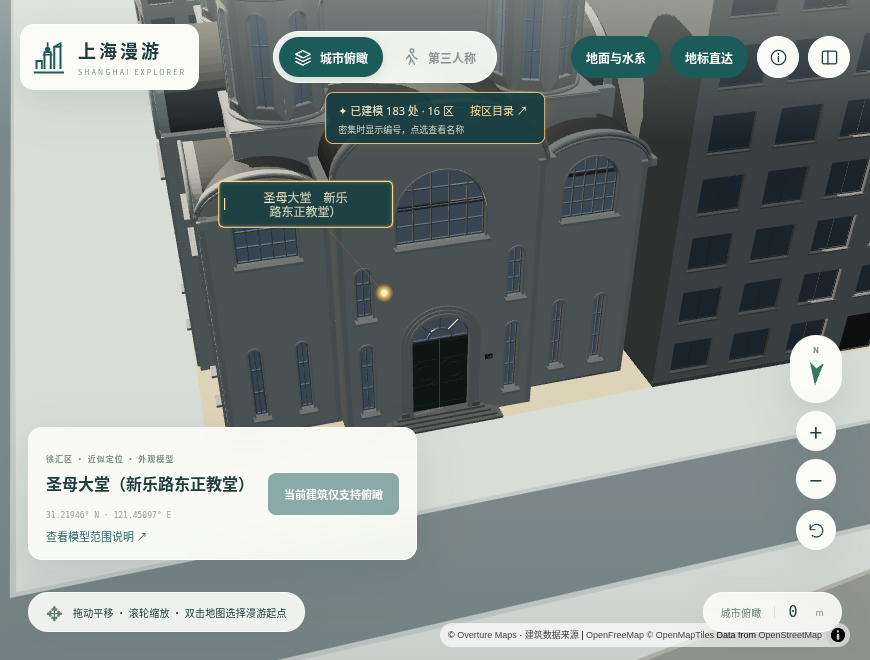 上海漫游
SHANGHAI EXPLORER
城市俯瞰
第三人称
地面与水系
地标直达
✦ 已建模 183 处 · 16 区 按区目录 ↗
密集时显示编号，点选查看名称
圣母大堂 新乐
路东正教堂）
N
徐汇区 · 近似定位 · 外观模型
圣母大堂（新乐路东正教堂）
当前建筑仅支持俯瞰
31.21946° N · 121.45097° E
查看模型范围说明 ↗
+
−
拖动平移 · 滚轮缩放 · 双击地图选择漫游起点
城市俯瞰 0 m
© Overture Maps · 建筑数据来源 | OpenFreeMap © OpenMapTiles Data from OpenStreetMap